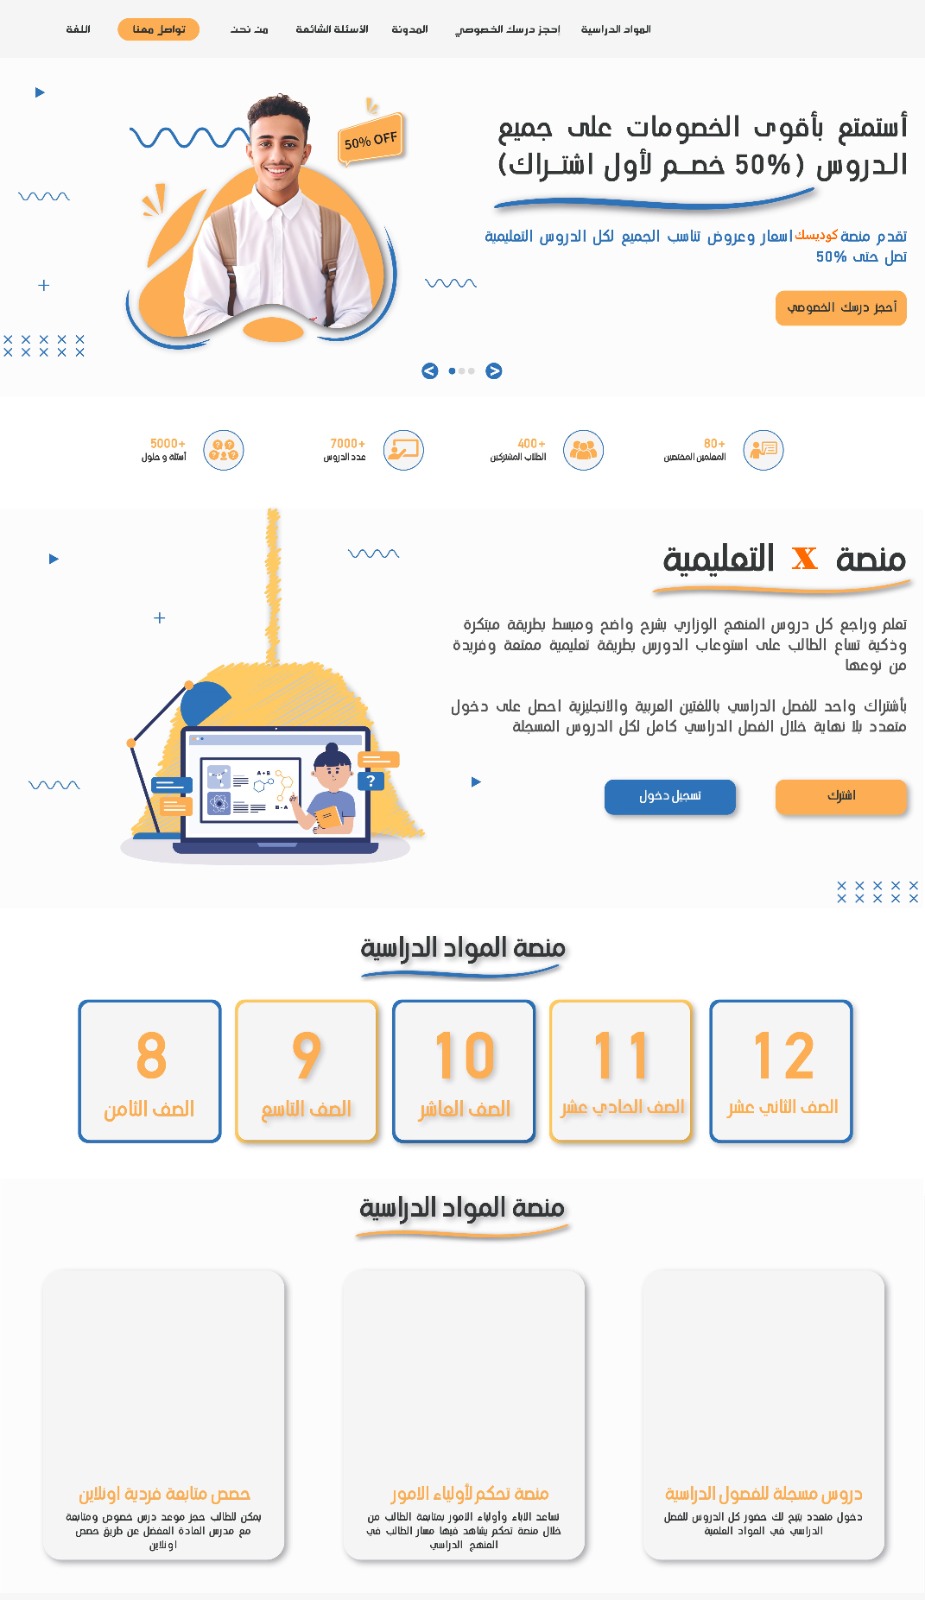 المواد الدراسية
إحجز درسك الخصوصي
المدونة
الأسئلة الشائعة
من نحن
تواصل معنا
اللغة
أستمتع بأقوى الخصومات على جميع
الدروس (50% خصم لأول اشتراك)
50% OFF
تقدم منصة كوديسك اسعار وعروض تناسب الجميع لكل الدروس التعليمية
تصل حتى 50%
أحجز درسك الخصوصي
80+
المعلمين المختصين
400+
الطلاب المشتركين
7000+
عدد الدروس
5000+
أسئلة و حلول
منصة X التعليمية
تعلم وراجع كل دروس المنهج الوزاري بشرح واضح ومبسط بطريقة مبتكرة
وذكية تساع الطالب على استوعاب الدورس بطريقة تعليمية ممتعة وفريدة
من نوعها
بأشتراك واحد للفصل الدراسي باللغتين العربية والانجليزية احصل على دخول
متعدد بلا نهاية خلال الفصل الدراسي كامل لكل الدروس المسجلة
اشترك
تسجيل دخول
A+B
B-A
?
منصة المواد الدراسية
12
الصف الثاني عشر
11
الصف الحادي عشر
10
الصف العاشر
9
الصف التاسع
8
الصف الثامن
منصة المواد الدراسية
دروس مسجلة للفصول الدراسية
دخول متعدد يتيح لك حضور كل الدروس للفصل
الدراسي في المواد العلمية
منصة تحكم لأولياء الامور
تساعد الاباء وأولياء الامور بمتابعة الطالب من
خلال منصة تحكم يشاهد فيها مسار الطالب في
المنهج الدراسي
حصص متابعة فردية اونلاين
يمكن للطالب حجز موعد درس خصوص ومتابعة
مع مدرس المادة المفضل عن طريق حصص
اونلاين